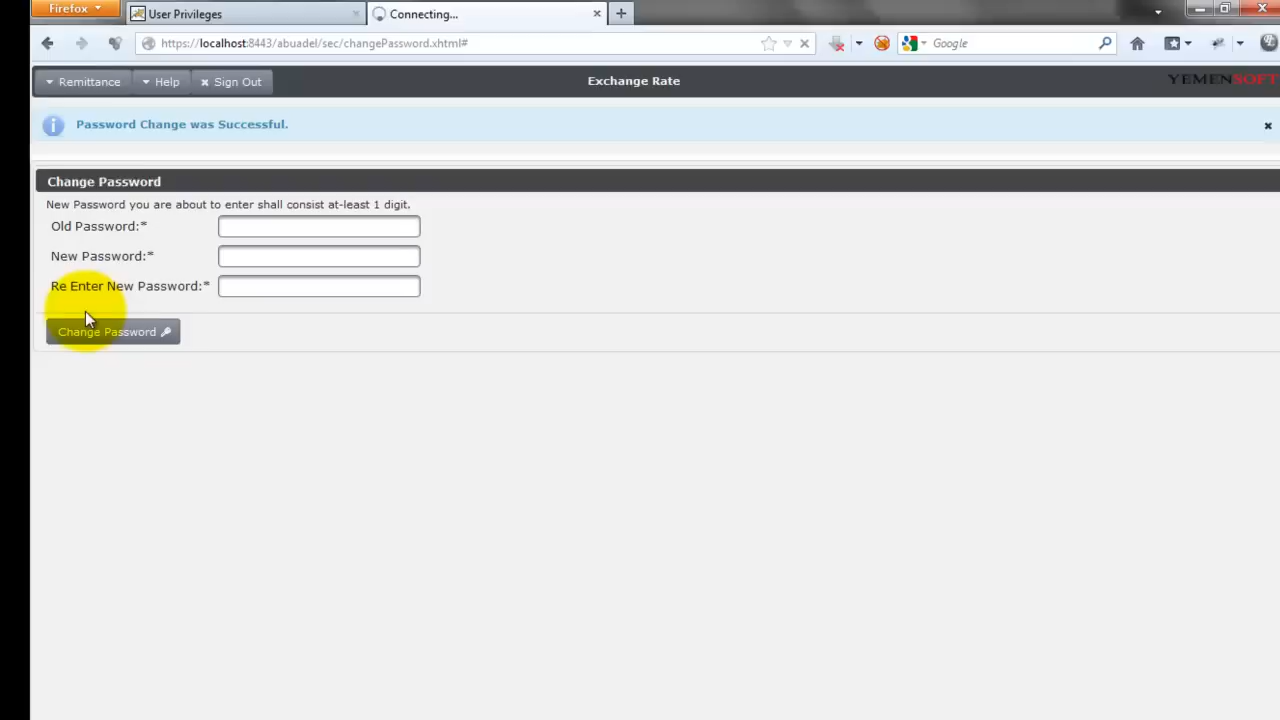 Firefox
User Privileges
Connecting...
https://localhost:8443/abuadel/sec/changePassword.xhtml#
Google
Remittance
Help
Sign Out
Exchange Rate
YEMENSOFT
Password Change was Successful.
Change Password
New Password you are about to enter shall consist at-least 1 digit.
Old Password:*
New Password:*
Re Enter New Password:*
Change Password